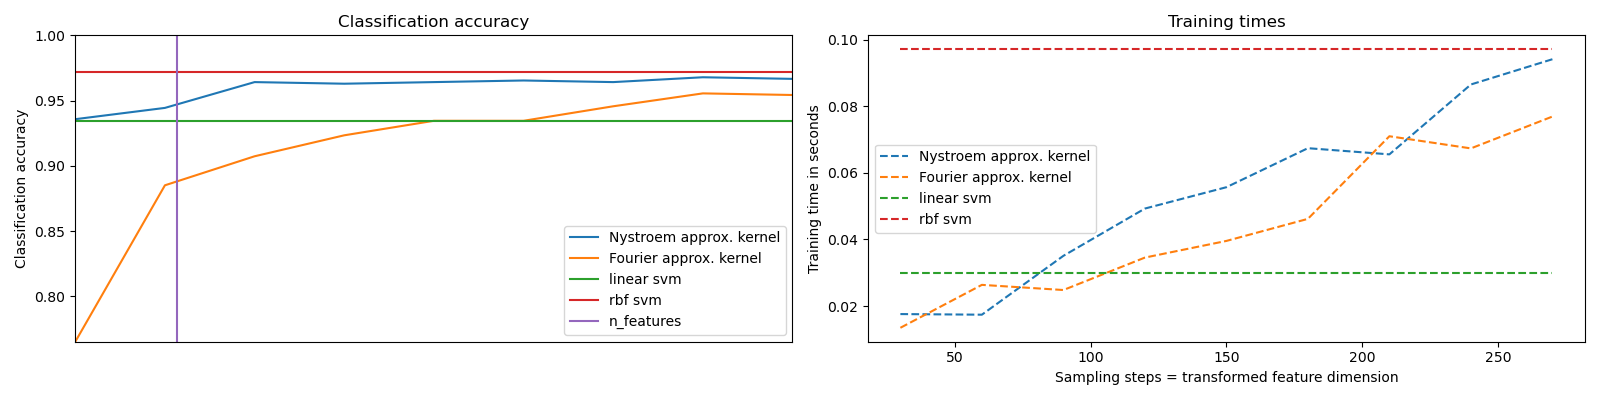 Classification accuracy
Classification accuracy
1.00
0.95
0.90
0.85
0.80
Nystroem approx. kernel
Fourier approx. kernel
linear svm
rbf svm
n_features
Training times
Training time in seconds
0.10
0.08
0.06
0.04
0.02
Nystroem approx. kernel
Fourier approx. kernel
linear svm
rbf svm
50 100 150 200 250
Sampling steps = transformed feature dimension